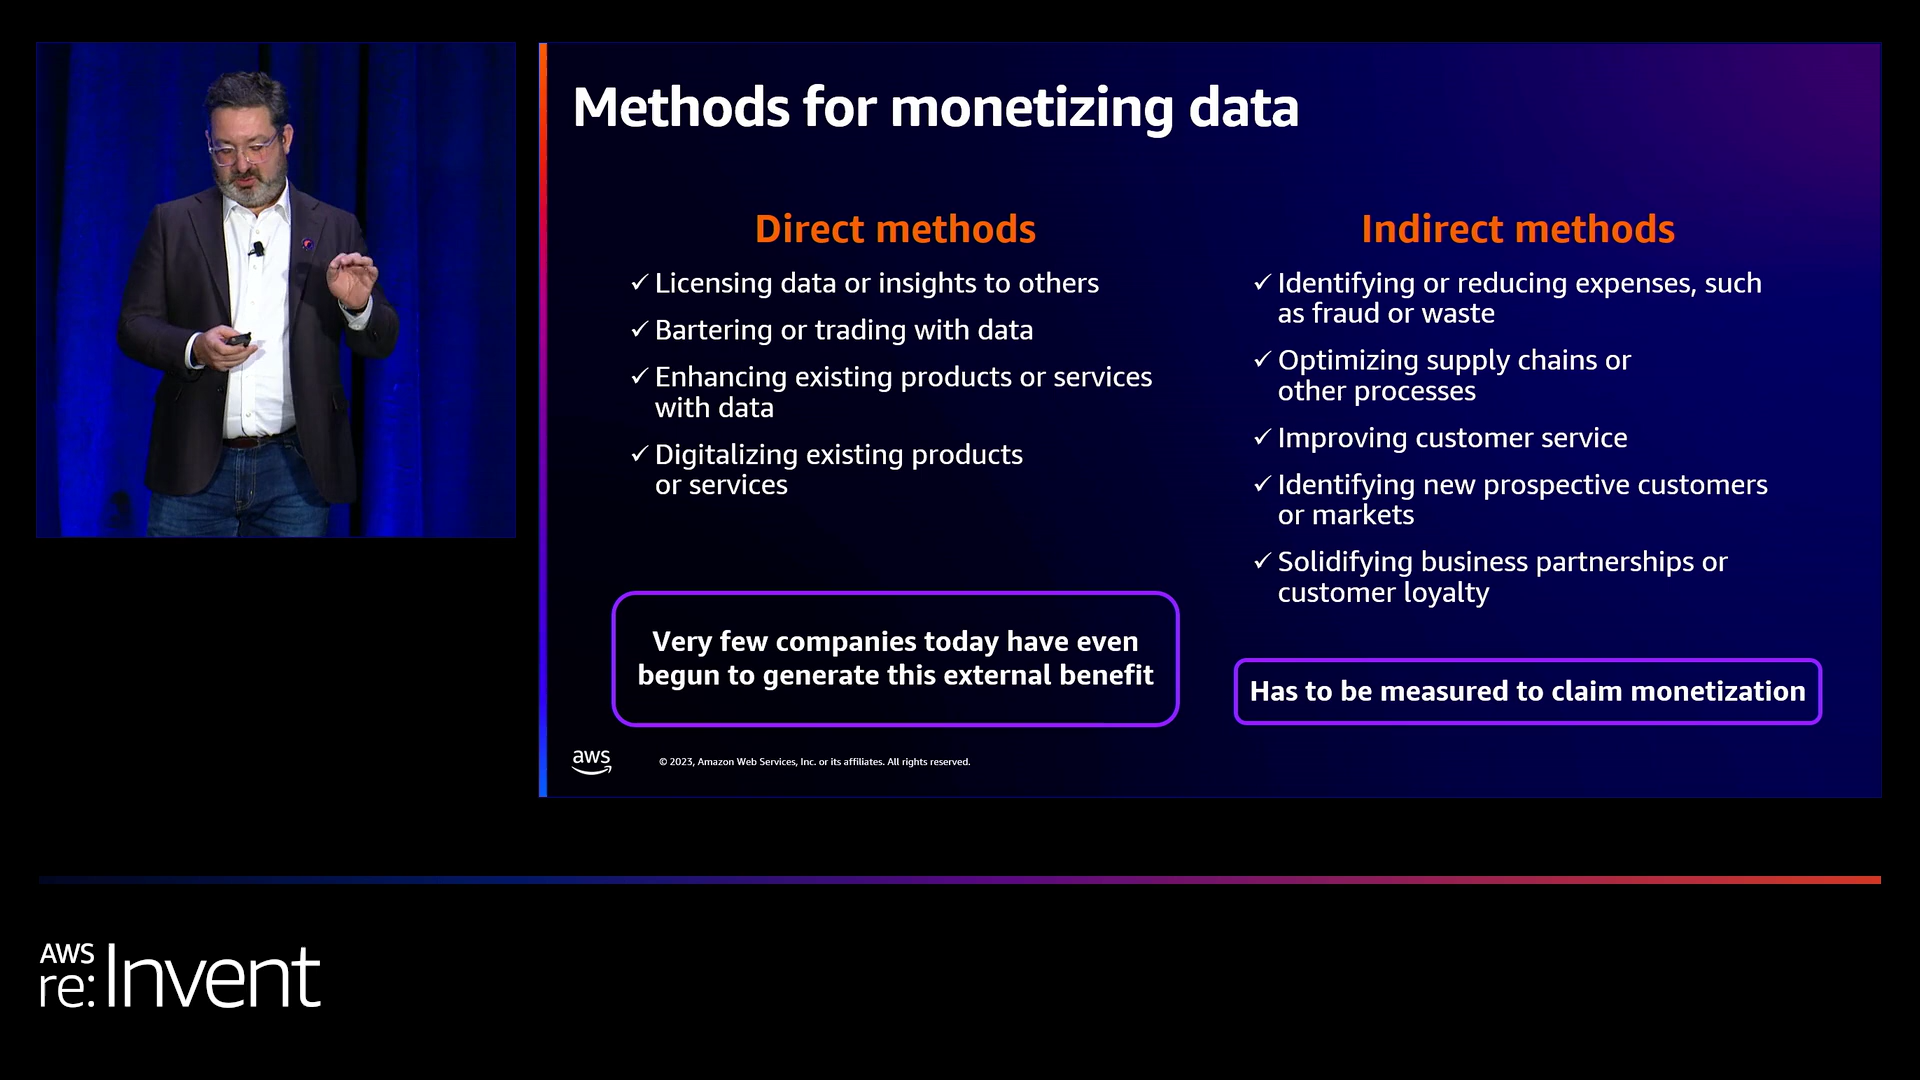 Methods for monetizing data
Direct methods
✓ Licensing data or insights to others
✓ Bartering or trading with data
✓ Enhancing existing products or services
with data
✓ Digitalizing existing products
or services
Very few companies today have even
begun to generate this external benefit
Indirect methods
✓ Identifying or reducing expenses, such
as fraud or waste
✓ Optimizing supply chains or
other processes
✓ Improving customer service
✓ Identifying new prospective customers
or markets
✓ Solidifying business partnerships or
customer loyalty
Has to be measured to claim monetization
aws
© 2023, Amazon Web Services, Inc. or its affiliates. All rights reserved.
AWS
re:Invent